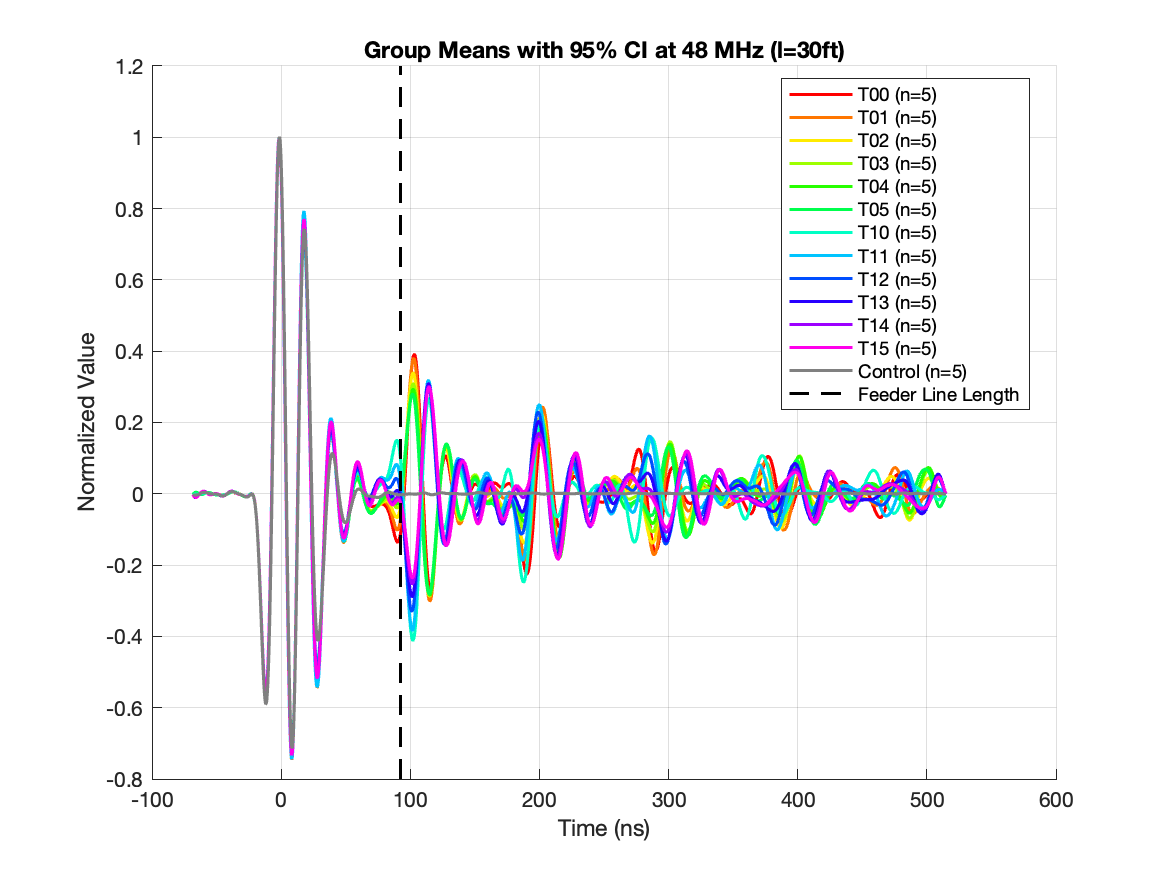 Group Means with 95% CI at 48 MHz (l=30ft)
1.2
1
0.8
0.6
0.4
0.2
0
-0.2
-0.4
-0.6
-0.8
Normalized Value
-100
0
100
200
300
400
500
600
Time (ns)
T00 (n=5)
T01 (n=5)
T02 (n=5)
T03 (n=5)
T04 (n=5)
T05 (n=5)
T10 (n=5)
T11 (n=5)
T12 (n=5)
T13 (n=5)
T14 (n=5)
T15 (n=5)
Control (n=5)
Feeder Line Length